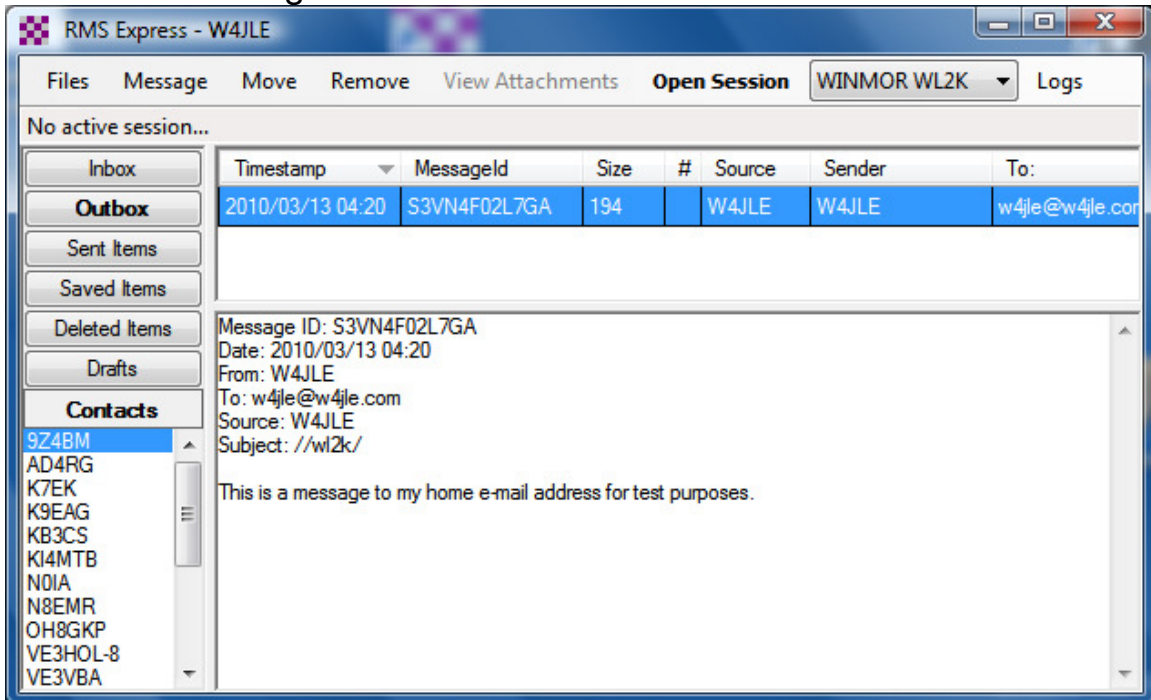 RMS Express - W4JLE
Files Message Move Remove View Attachments Open Session WINMOR WL2K Logs
No active session...
Inbox
Outbox
Sent Items
Saved Items
Deleted Items
Drafts
Contacts
9Z4BM
AD4RG
K7EK
K9EAG
KB3CS
KI4MTB
N0IA
N8EMR
OH8GKP
VE3HOL-8
VE3VBA
Timestamp MessageId Size # Source Sender To:
2010/03/13 04:20 S3VN4F02L7GA 194 W4JLE W4JLE w4jle@w4jle.cor
Message ID: S3VN4F02L7GA
Date: 2010/03/13 04:20
From: W4JLE
To: w4jle@w4jle.com
Source: W4JLE
Subject: //wl2k/
This is a message to my home e-mail address for test purposes.